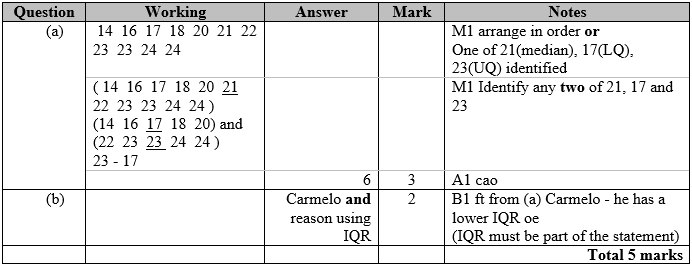 Question Working Answer Mark Notes
(a) 14 16 17 18 20 21 22 M1 arrange in order or
23 23 24 24 One of 21(median), 17(LQ),
23(UQ) identified
( 14 16 17 18 20 21 M1 Identify any two of 21, 17 and
22 23 23 24 24 ) 23
(14 16 17 18 20) and
(22 23 23 24 24 )
23 - 17
6 3 A1 cao
(b) Carmelo and 2 B1 ft from (a) Carmelo - he has a
reason using lower IQR oe
IQR (IQR must be part of the statement)
Total 5 marks